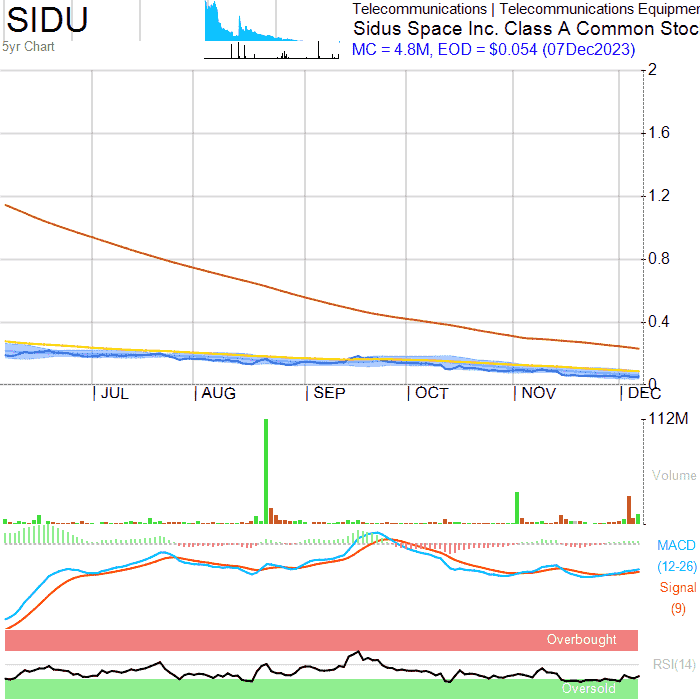 SIDU
5yr Chart
Telecommunications | Telecommunications Equipmen
Sidus Space Inc. Class A Common Stoc
MC = 4.8M, EOD = $0.054 (07Dec2023)
2
1.6
1.2
0.8
0.4
0
JUL AUG SEP OCT NOV DEC
112M
Volume
MACD
(12-26)
Signal
(9)
Overbought
RSI(14)
Oversold